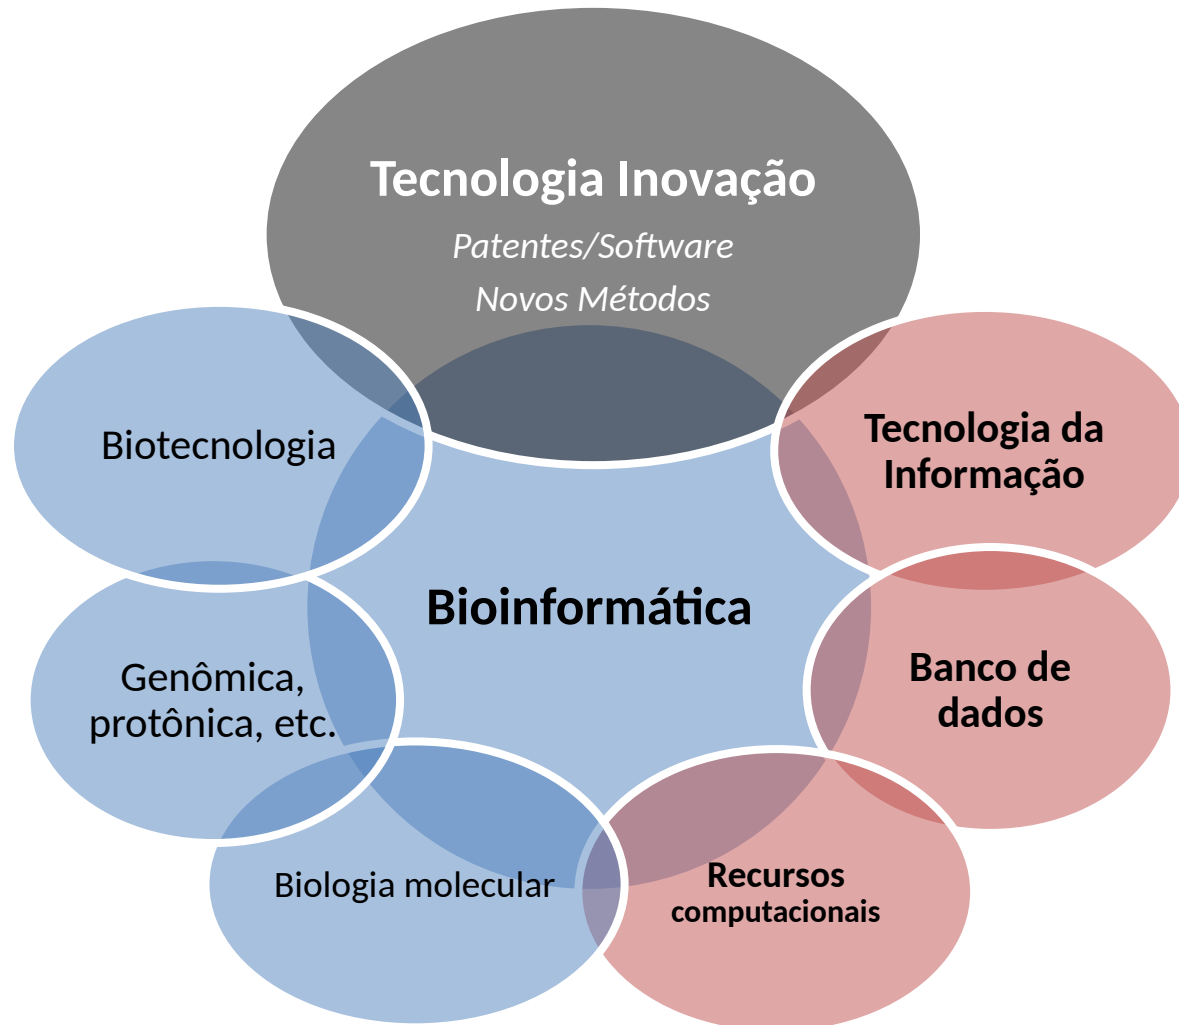 Tecnologia Inovação
Patentes/Software
Novos Métodos
Biotecnologia
Tecnologia da
Informação
Bioinformática
Genômica,
protônica, etc.
Banco de
dados
Biologia molecular
Recursos
computacionais